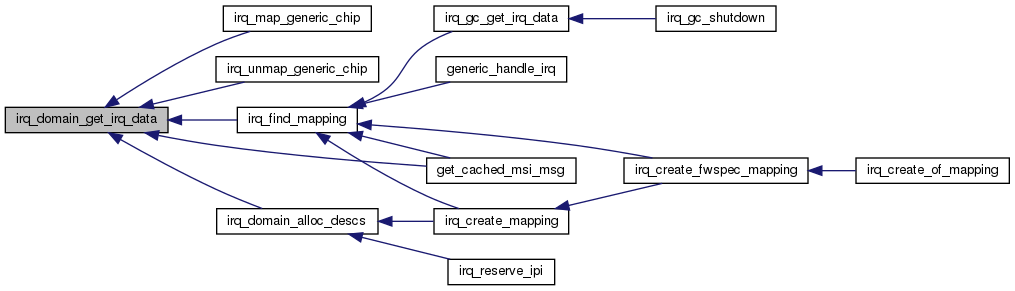 irq_map_generic_chip
irq_gc_get_irq_data
irq_gc_shutdown
irq_unmap_generic_chip
generic_handle_irq
irq_domain_get_irq_data
irq_find_mapping
get_cached_msi_msg
irq_create_fwspec_mapping
irq_create_of_mapping
irq_domain_alloc_descs
irq_create_mapping
irq_reserve_ipi